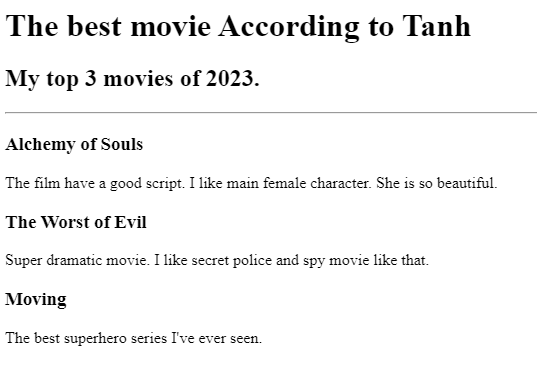 The best movie According to Tanh
My top 3 movies of 2023.
Alchemy of Souls
The film have a good script. I like main female character. She is so beautiful.
The Worst of Evil
Super dramatic movie. I like secret police and spy movie like that.
Moving
The best superhero series I've ever seen.